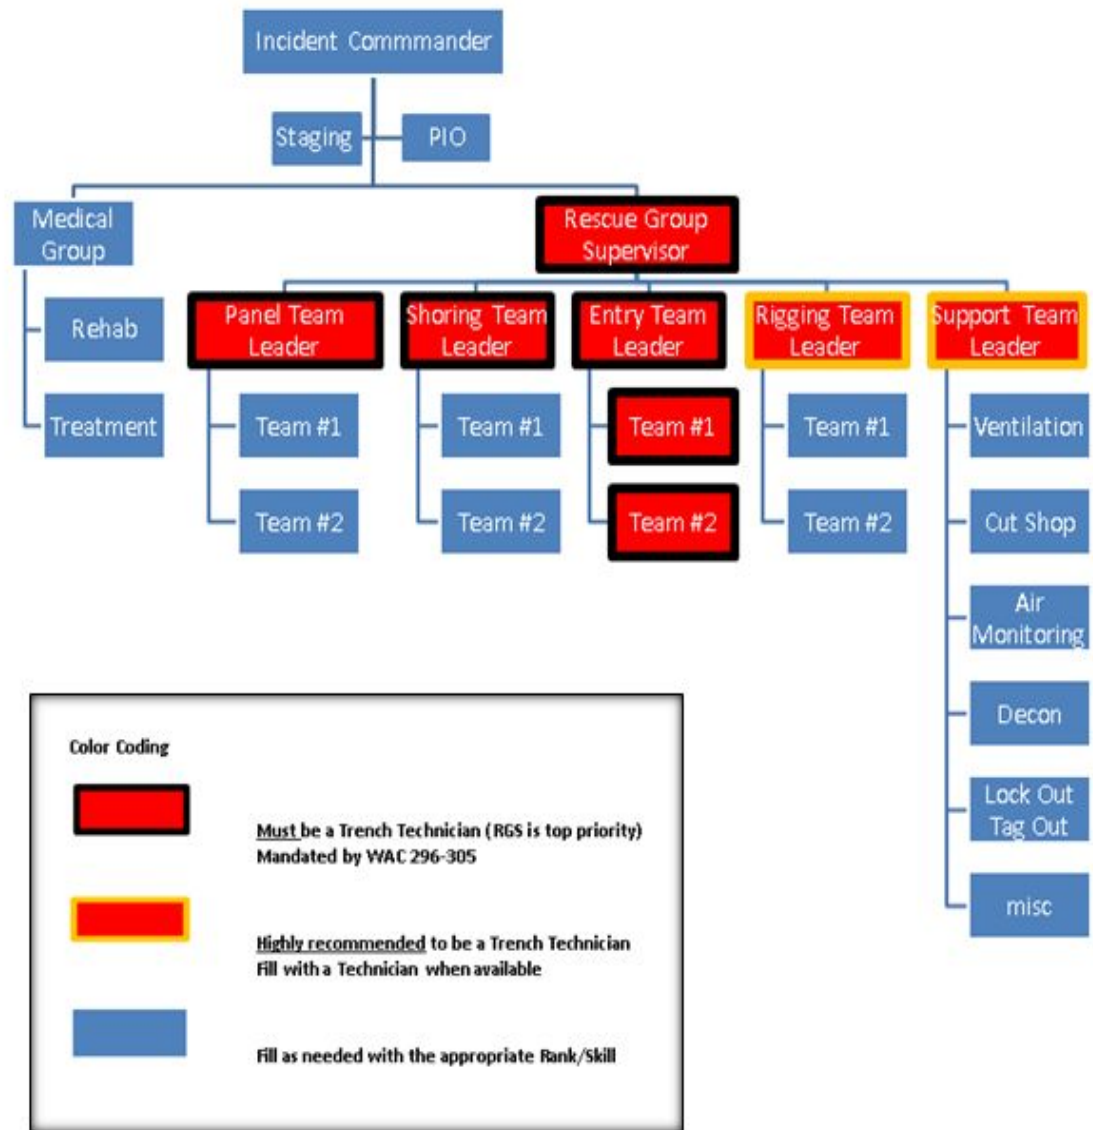 Incident Commmander
Staging
PIO
Medical
Group
Rescue Group
Supervisor
Rehab
Treatment
Panel Team
Leader
Shoring Team
Leader
Entry Team
Leader
Rigging Team
Leader
Support Team
Leader
Team #1
Team #2
Team #1
Team #2
Team #1
Team #2
Team #1
Team #2
Ventilation
Cut Shop
Air
Monitoring
Decon
Lock Out
Tag Out
misc
Color Coding
Must be a Trench Technician (RGS is top priority)
Mandated by WAC 296-305
Highly recommended to be a Trench Technician
Fill with a Technician when available
Fill as needed with the appropriate Rank/Skill